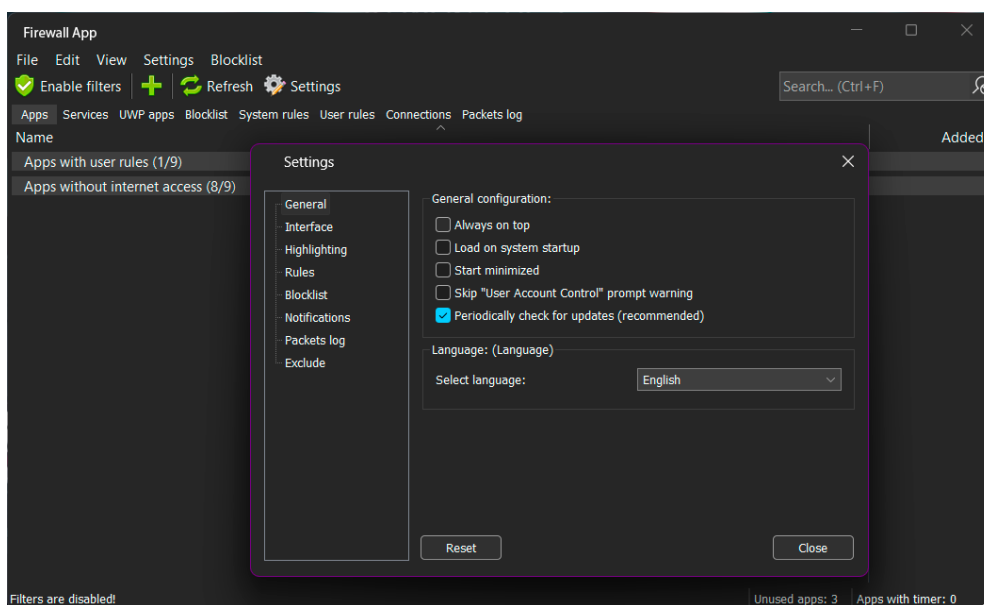 Firewall App
File Edit View Settings Blocklist
Enable filters Refresh Settings Search... (Ctrl+F)
Apps Services UWP apps Blocklist System rules User rules Connections Packets log
Name Added
Apps with user rules (1/9)
Apps without internet access (8/9)
Settings
General
Interface
Highlighting
Rules
Blocklist
Notifications
Packets log
Exclude
General configuration:
Always on top
Load on system startup
Start minimized
Skip "User Account Control" prompt warning
Periodically check for updates (recommended)
Language: (Language)
Select language: English
Reset Close
Filters are disabled! Unused apps: 3 Apps with timer: 0